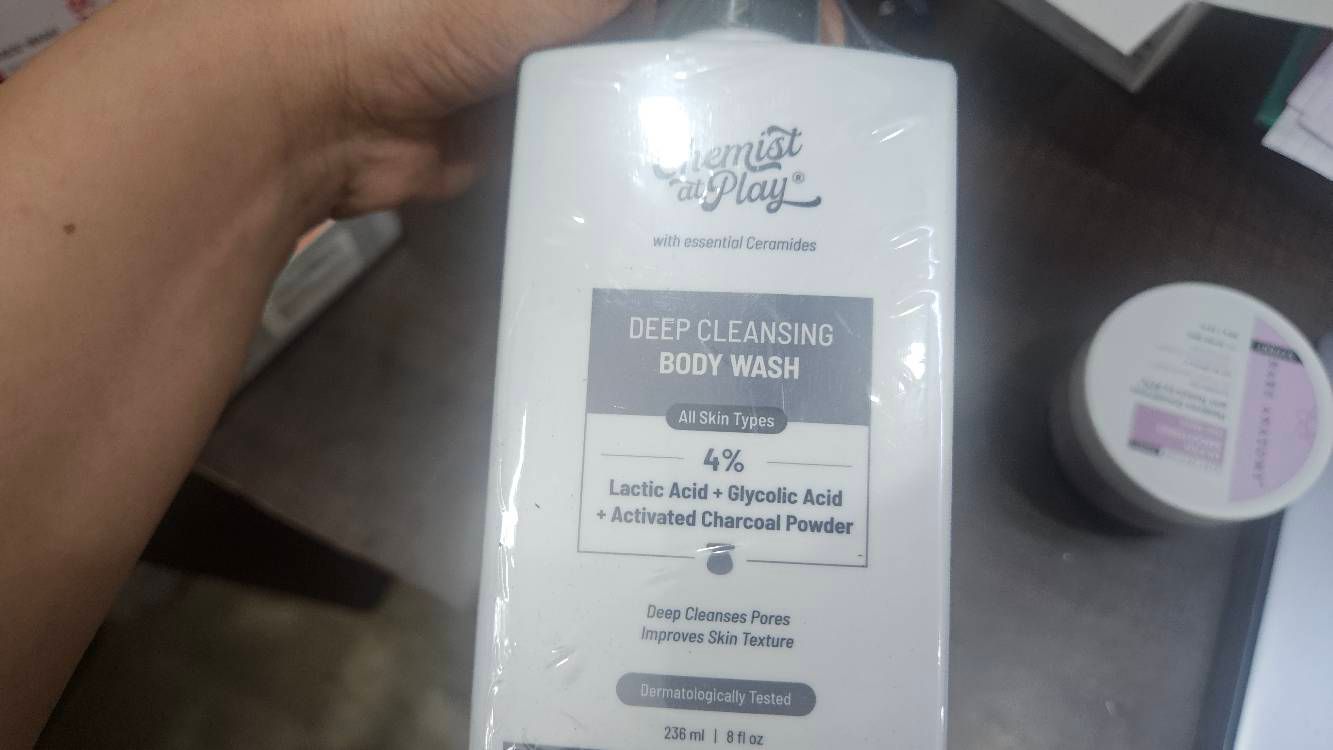 Chemist
at Play®
with essential Ceramides
DEEP CLEANSING
BODY WASH
All Skin Types
4%
Lactic Acid + Glycolic Acid
+ Activated Charcoal Powder
Deep Cleanses Pores
Improves Skin Texture
Dermatologically Tested
236 ml | 8 fl oz